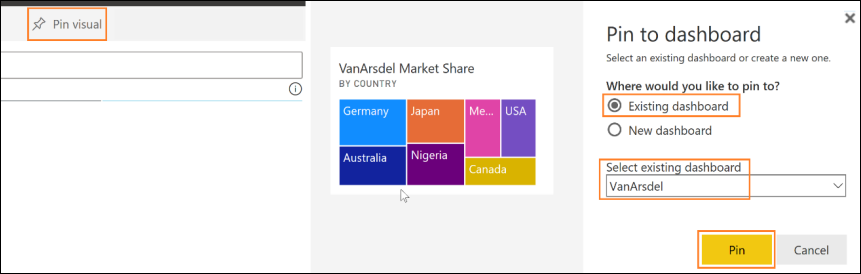 Pin visual
VanArsdel Market Share
BY COUNTRY
Germany
Japan
Me...
USA
Australia
Nigeria
Canada
Pin to dashboard
Select an existing dashboard or create a new one.
Where would you like to pin to?
Existing dashboard
New dashboard
Select existing dashboard
VanArsdel
Pin
Cancel